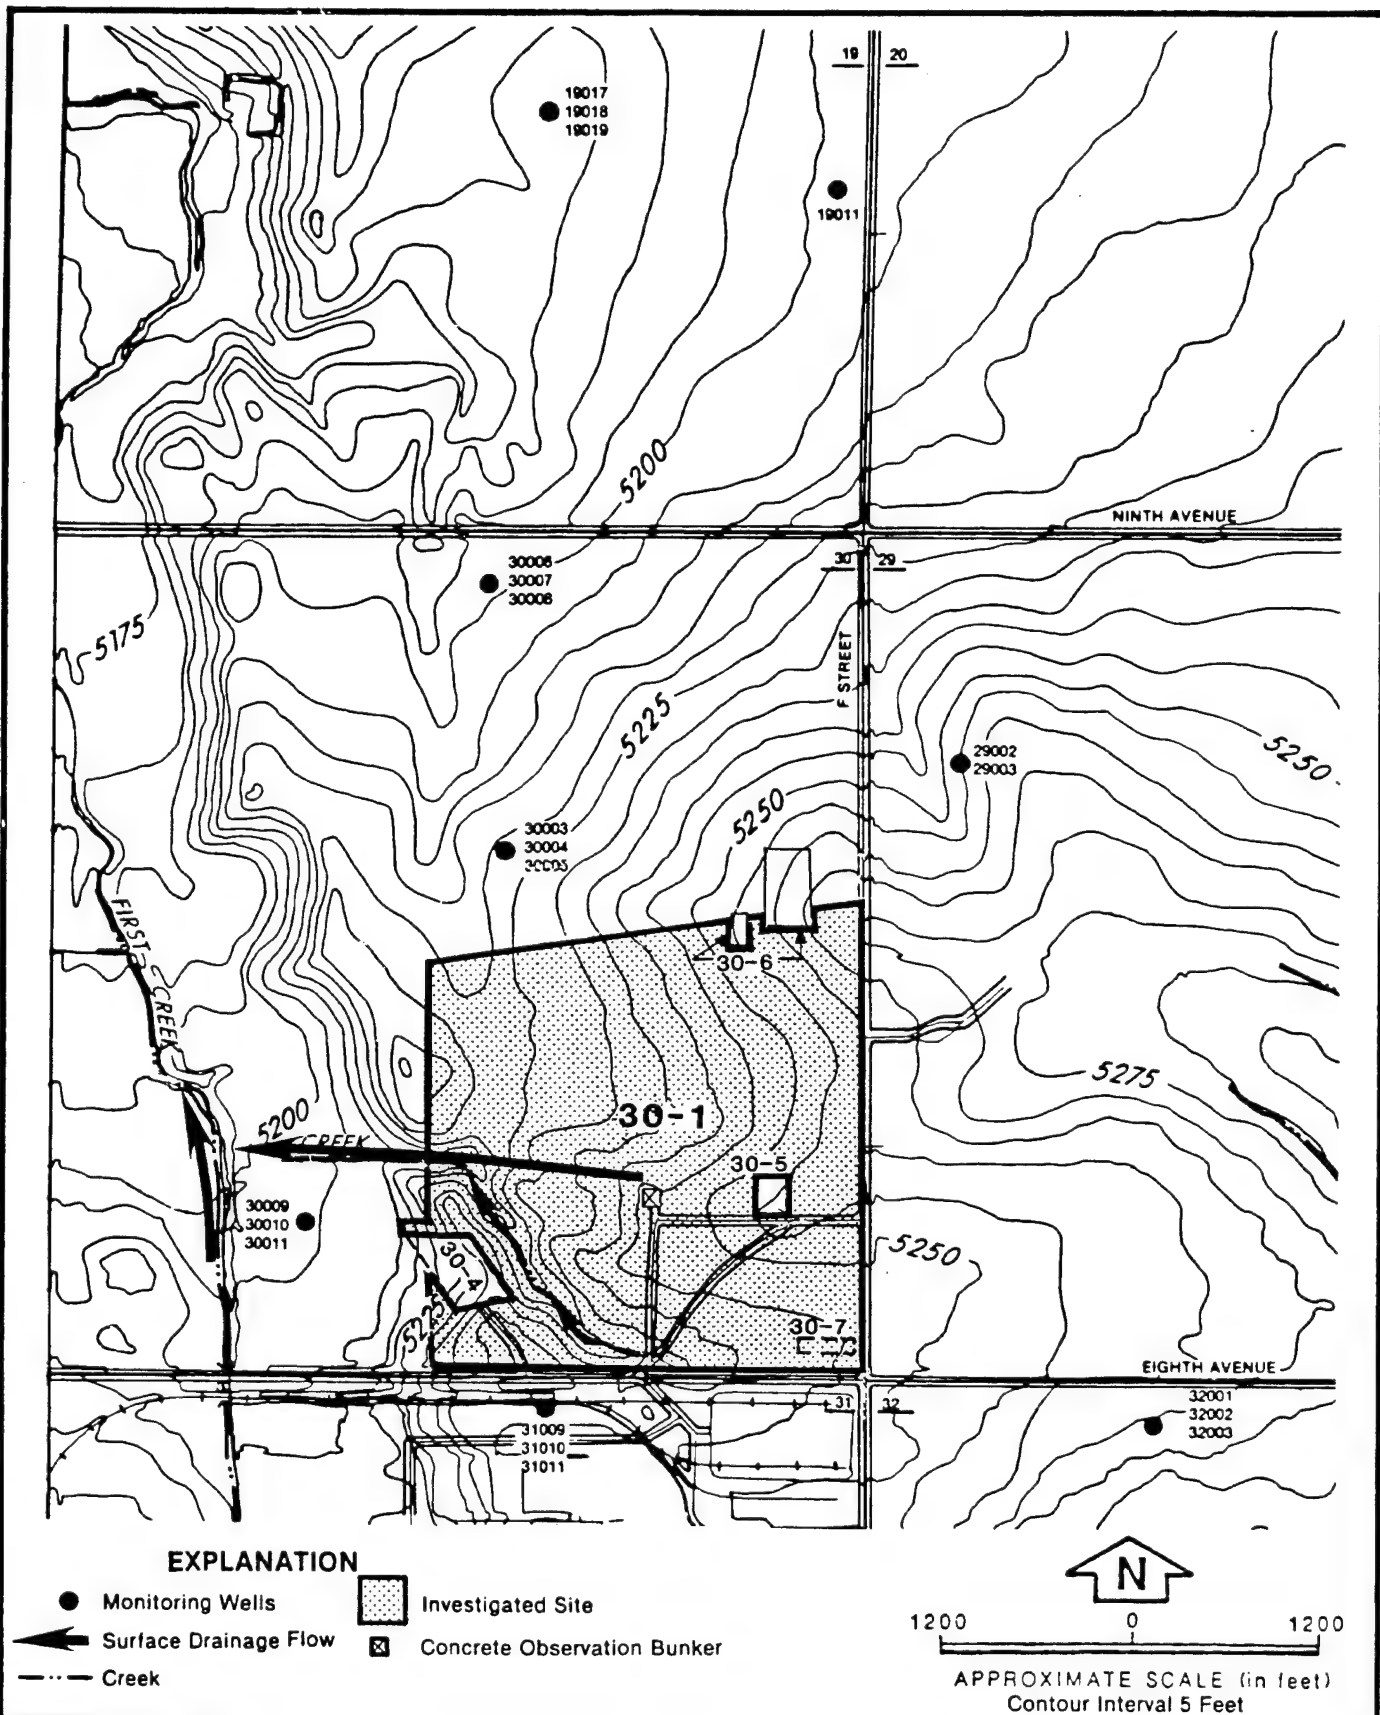 19 20
19017
19018
19019
19011
5200
NINTH AVENUE
30 29
30006
30007
30008
5175
F STREET
5225
29002
29003
5250
5250
30003
30004
30005
FIRST CREEK
30-6
5275
30-1
5200
CREEK
30-5
30009
30010
30011
30-4
5250
5225
30-7
EIGHTH AVENUE
31 32
32001
32002
32003
31009
31010
31011
EXPLANATION
Monitoring Wells
Investigated Site
Surface Drainage Flow
Concrete Observation Bunker
Creek
N
1200 0 1200
APPROXIMATE SCALE (in feet)
Contour Interval 5 Feet